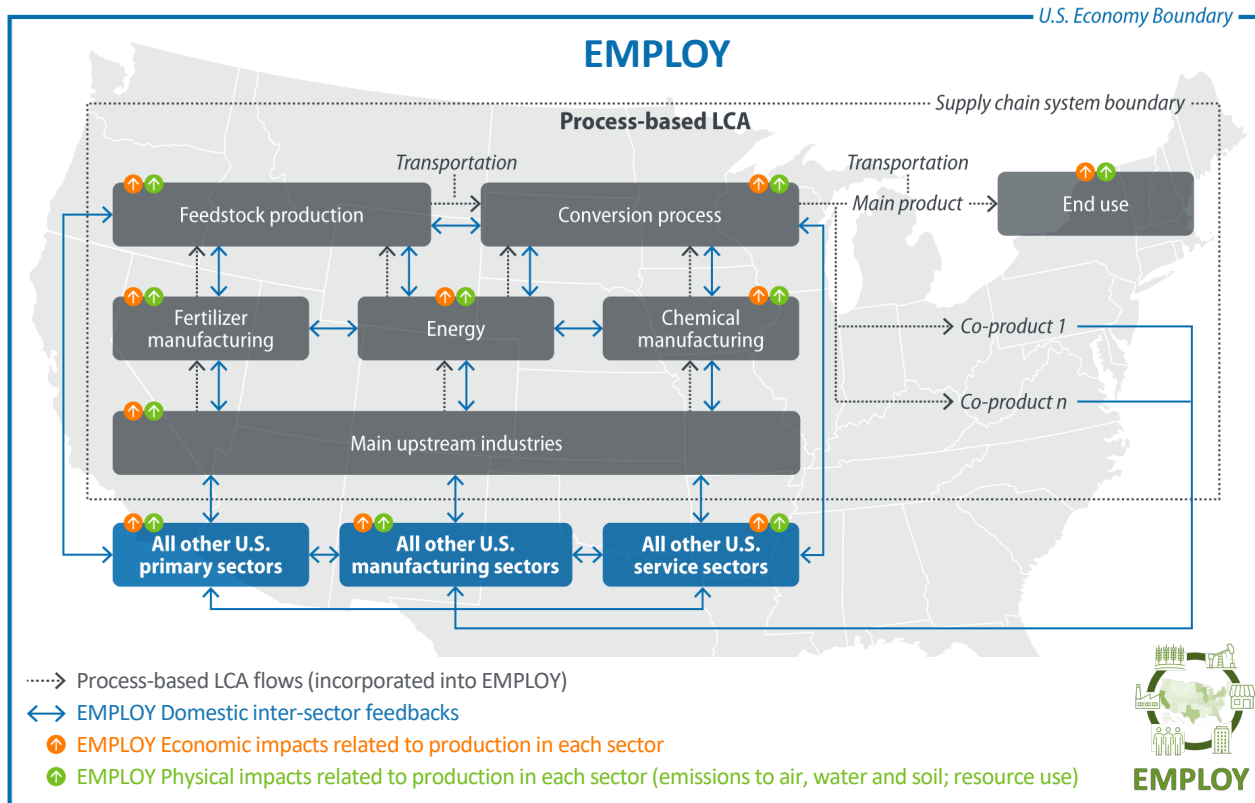 U.S. Economy Boundary
EMPLOY
Supply chain system boundary
Process-based LCA
Transportation
Transportation
Feedstock production
Conversion process
Main product
End use
Fertilizer
manufacturing
Energy
Chemical
manufacturing
Co-product 1
Co-product n
Main upstream industries
All other U.S.
primary sectors
All other U.S.
manufacturing sectors
All other U.S.
service sectors
Process-based LCA flows (incorporated into EMPLOY)
EMPLOY Domestic inter-sector feedbacks
EMPLOY Economic impacts related to production in each sector
EMPLOY Physical impacts related to production in each sector (emissions to air, water and soil; resource use)
EMPLOY